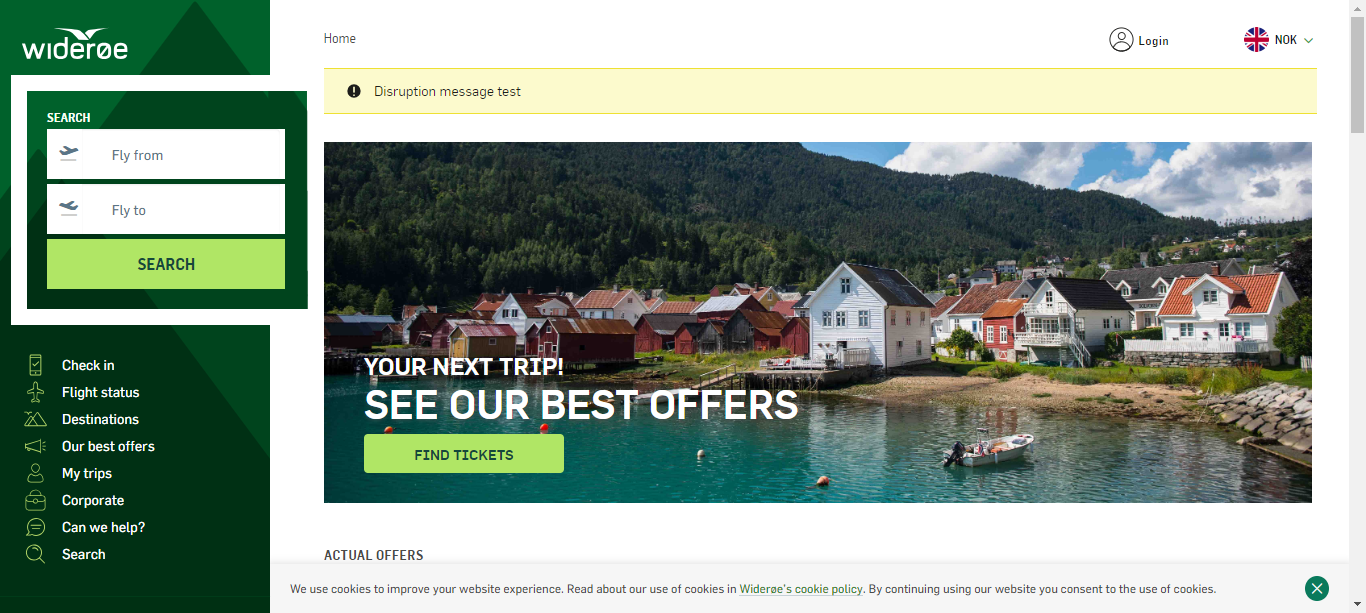 widerøe
Home
Login
NOK
Disruption message test
SEARCH
Fly from
Fly to
SEARCH
Check in
Flight status
Destinations
Our best offers
My trips
Corporate
Can we help?
Search
YOUR NEXT TRIP!
SEE OUR BEST OFFERS
FIND TICKETS
ACTUAL OFFERS
We use cookies to improve your website experience. Read about our use of cookies in Widerøe's cookie policy. By continuing using our website you consent to the use of cookies.